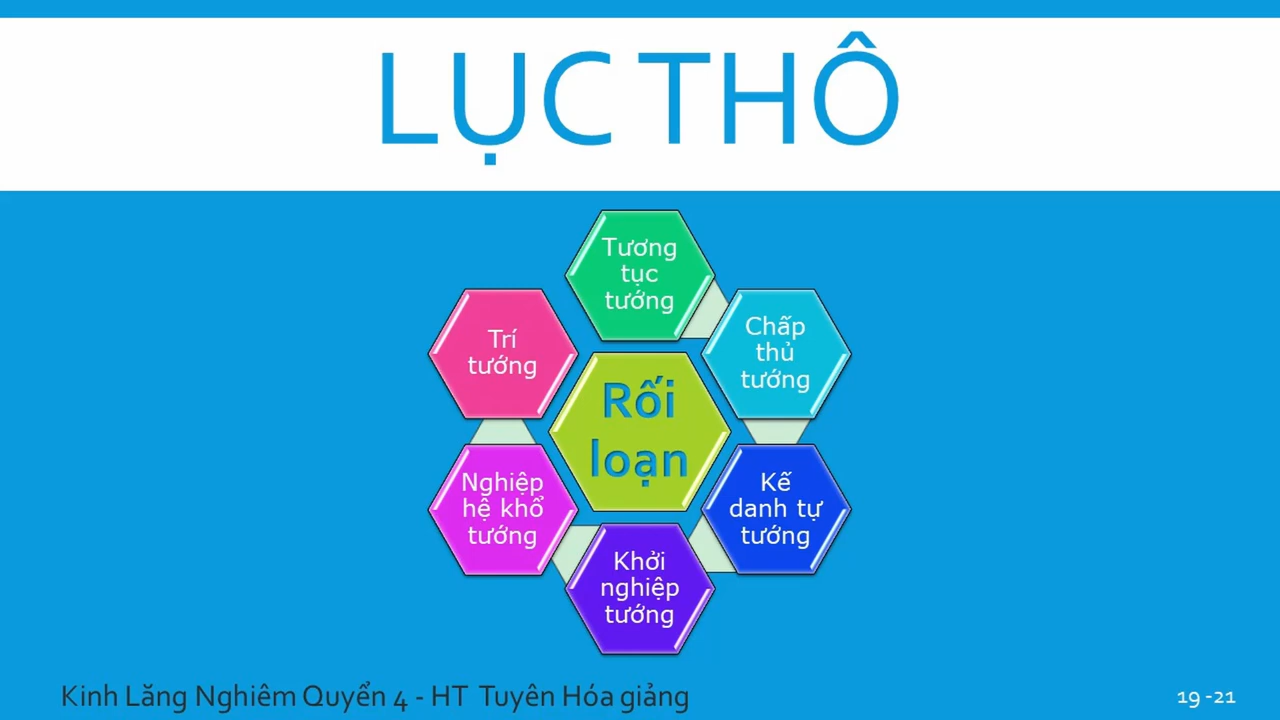 LỤC THÔ
Tương
tục
tướng
Chấp
thủ
tướng
Kế
danh tự
tướng
Khởi
nghiệp
tướng
Nghiệp
hệ khổ
tướng
Trí
tướng
Rối
loạn
Kinh Lăng Nghiêm Quyển 4 - HT Tuyên Hóa giảng
19 -21